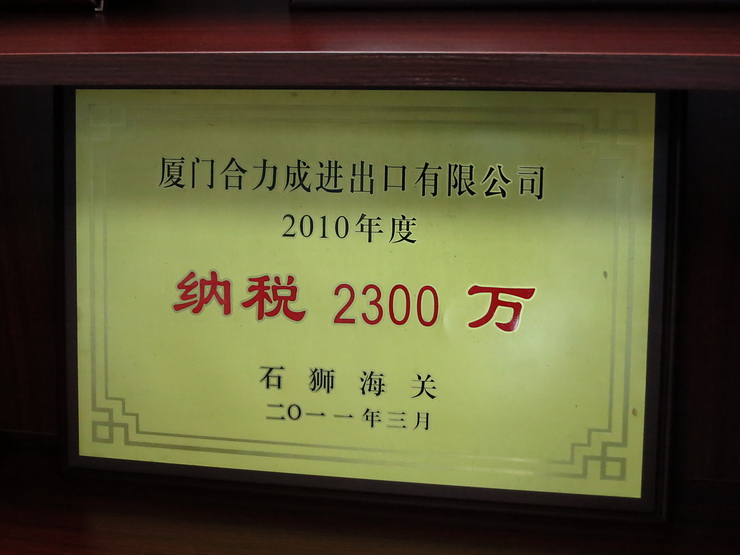 厦门合力成进出口有限公司
2010年度
纳税 2300 万
石狮海关
二〇一一年三月